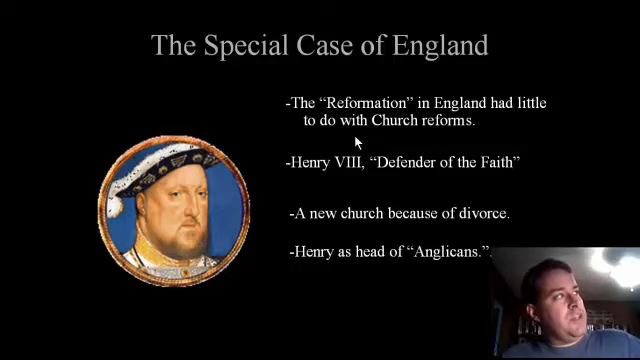 The Special Case of England
-The “Reformation” in England had little
to do with Church reforms.
-Henry VIII, “Defender of the Faith”
-A new church because of divorce.
-Henry as head of “Anglicans.”.